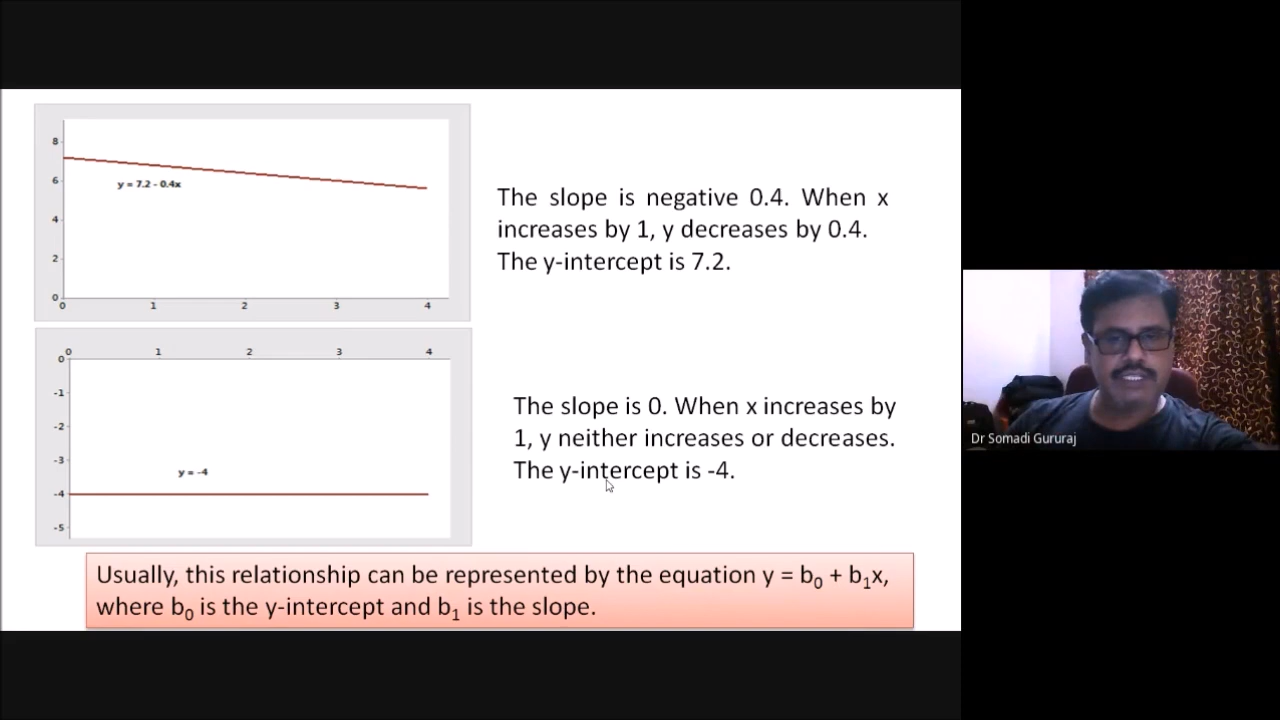 8
6
4
2
0
y = 7.2 - 0.4x
0 1 2 3 4
The slope is negative 0.4. When x
increases by 1, y decreases by 0.4.
The y-intercept is 7.2.
0 1 2 3 4
0
-1
-2
-3
-4
-5
y = -4
The slope is 0. When x increases by
1, y neither increases or decreases.
The y-intercept is -4.
Usually, this relationship can be represented by the equation y = b₀ + b₁x,
where b₀ is the y-intercept and b₁ is the slope.
Dr Somadi Gururaj